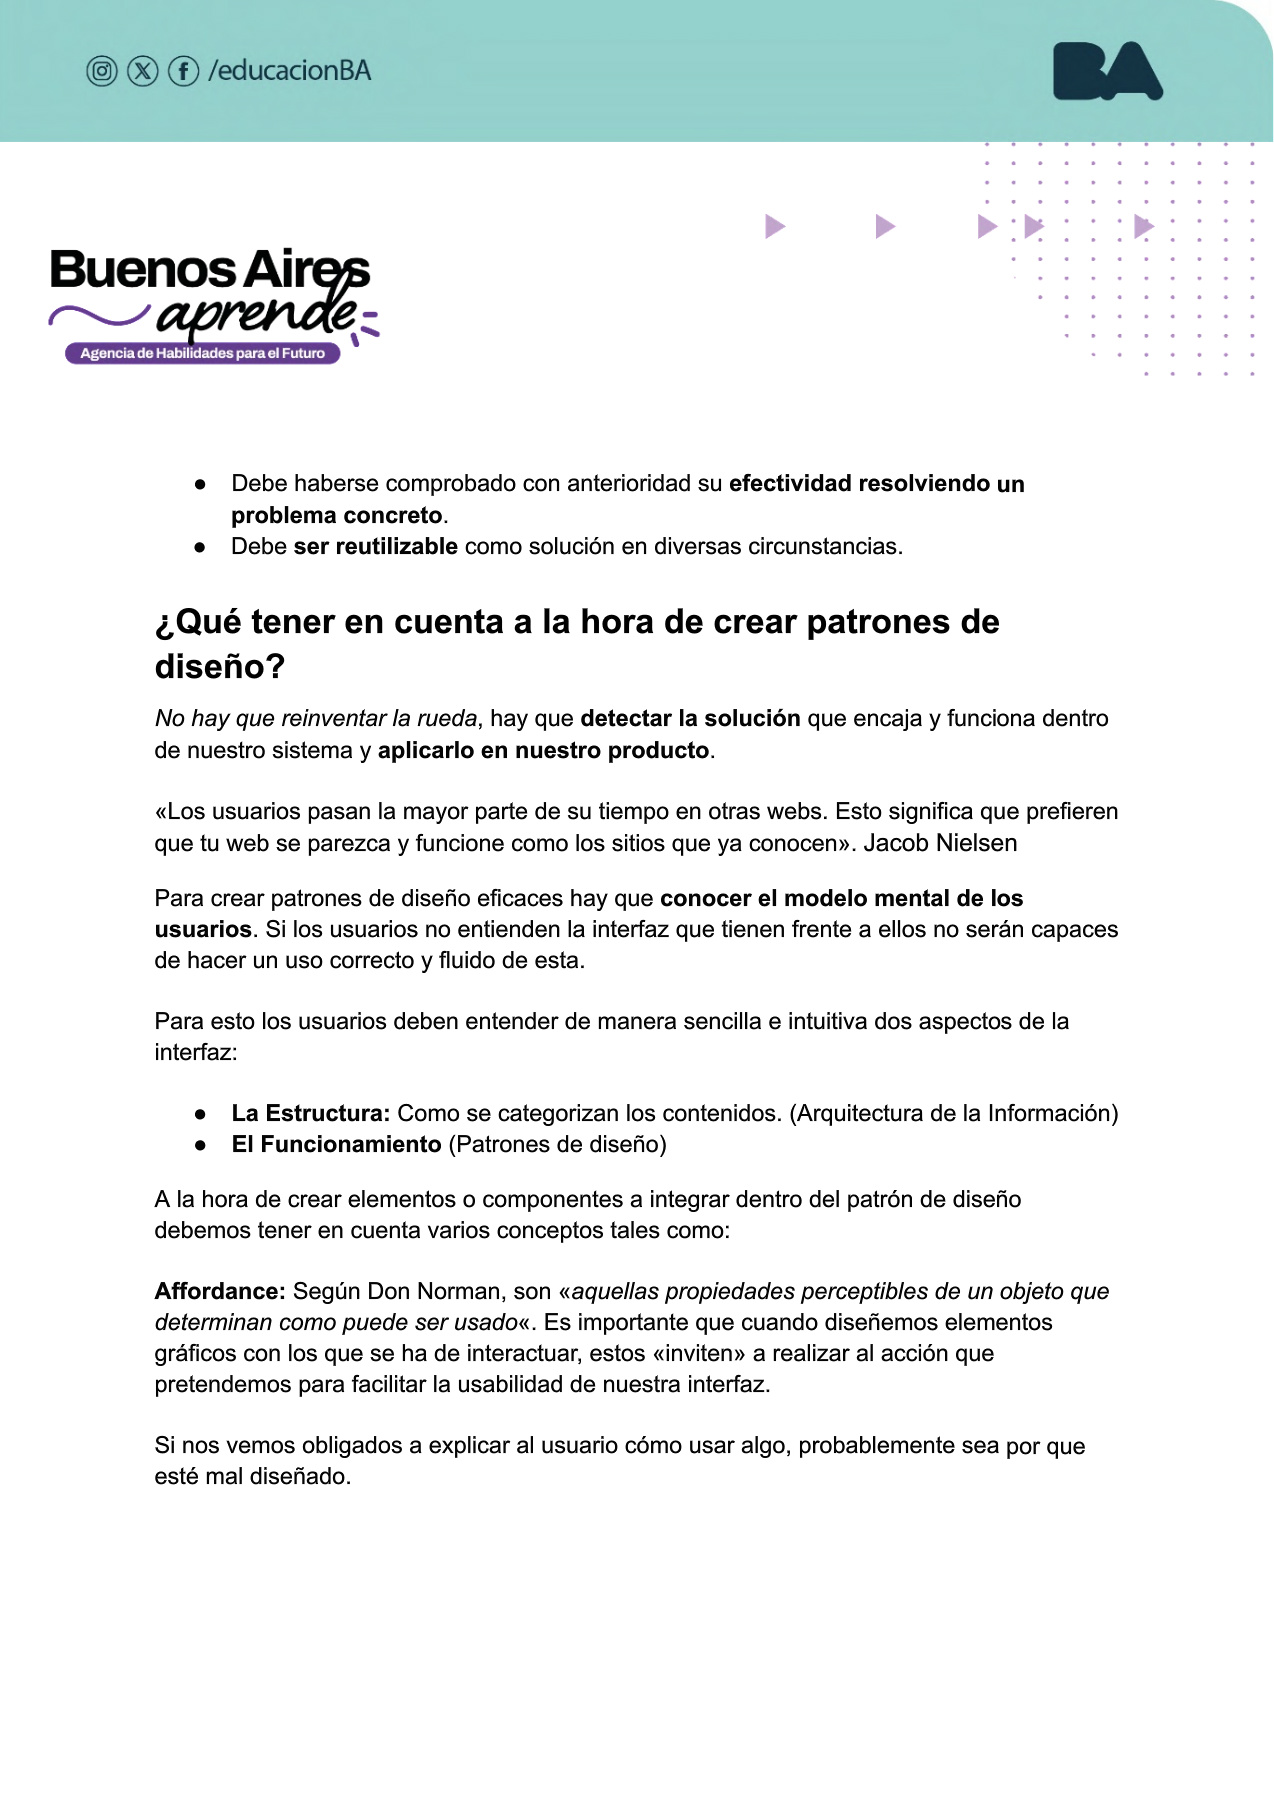 /educacionBA
BA
Buenos Aires
aprende
Agencia de Habilidades para el Futuro
● Debe haberse comprobado con anterioridad su efectividad resolviendo un
problema concreto.
● Debe ser reutilizable como solución en diversas circunstancias.
¿Qué tener en cuenta a la hora de crear patrones de
diseño?
No hay que reinventar la rueda, hay que detectar la solución que encaja y funciona dentro
de nuestro sistema y aplicarlo en nuestro producto.
«Los usuarios pasan la mayor parte de su tiempo en otras webs. Esto significa que prefieren
que tu web se parezca y funcione como los sitios que ya conocen». Jacob Nielsen
Para crear patrones de diseño eficaces hay que conocer el modelo mental de los
usuarios. Si los usuarios no entienden la interfaz que tienen frente a ellos no serán capaces
de hacer un uso correcto y fluido de esta.
Para esto los usuarios deben entender de manera sencilla e intuitiva dos aspectos de la
interfaz:
● La Estructura: Como se categorizan los contenidos. (Arquitectura de la Información)
● El Funcionamiento (Patrones de diseño)
A la hora de crear elementos o componentes a integrar dentro del patrón de diseño
debemos tener en cuenta varios conceptos tales como:
Affordance: Según Don Norman, son «aquellas propiedades perceptibles de un objeto que
determinan como puede ser usado«. Es importante que cuando diseñemos elementos
gráficos con los que se ha de interactuar, estos «inviten» a realizar al acción que
pretendemos para facilitar la usabilidad de nuestra interfaz.
Si nos vemos obligados a explicar al usuario cómo usar algo, probablemente sea por que
esté mal diseñado.